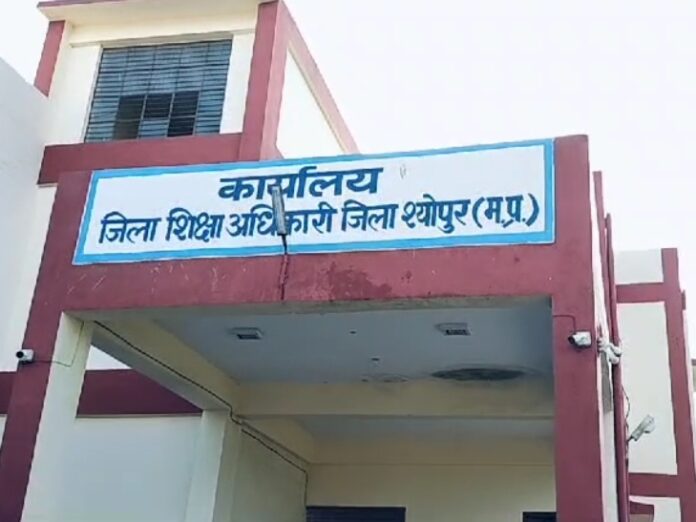 कार्यालय
जिला शिक्षा अधिकारी जिला श्योपुर (म.प्र.)